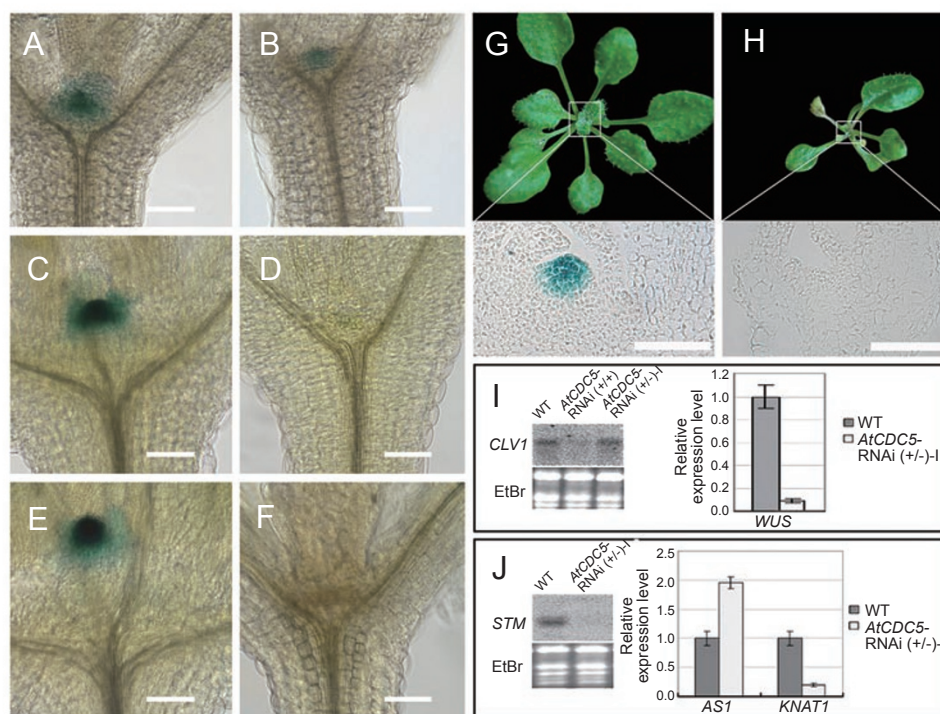 A
B
C
D
E
F
G
H
I
WT
AtCDC5-
RNAi (+/+)
AtCDC5-
RNAi (+/-)-I
CLV1
EtBr
Relative
expression level
1.2
1.0
0.8
0.6
0.4
0.2
0.0
WUS
WT
AtCDC5-
RNAi (+/-)-I
J
WT
AtCDC5-
RNAi (+/-)-I
STM
EtBr
Relative
expression level
2.5
2.0
1.5
1.0
0.5
0.0
AS1
KNAT1
WT
AtCDC5-
RNAi (+/-)-